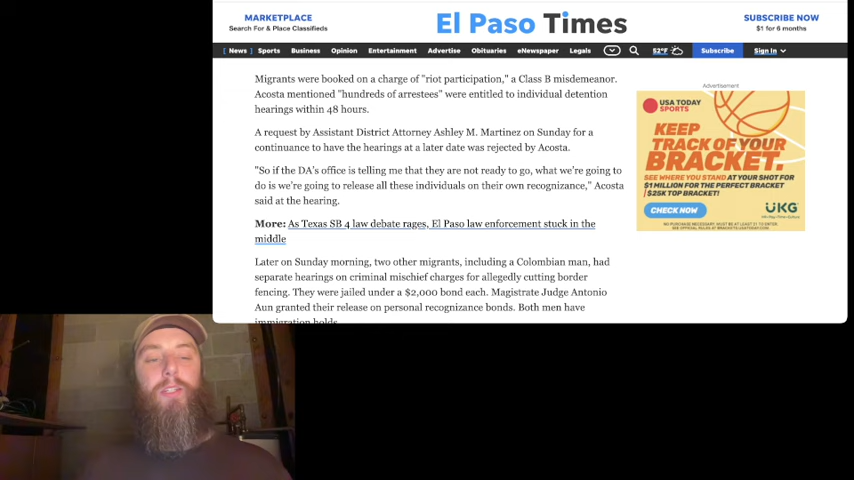 MARKETPLACE
Search For & Place Classifieds
El Paso Times
SUBSCRIBE NOW
$1 for 6 months
[ News ] Sports Business Opinion Entertainment Advertise Obituaries eNewspaper Legals 52°F Subscribe Sign In
Migrants were booked on a charge of "riot participation," a Class B misdemeanor.
Acosta mentioned "hundreds of arrestees" were entitled to individual detention
hearings within 48 hours.
A request by Assistant District Attorney Ashley M. Martinez on Sunday for a
continuance to have the hearings at a later date was rejected by Acosta.
"So if the DA's office is telling me that they are not ready to go, what we're going to
do is we're going to release all these individuals on their own recognizance," Acosta
said at the hearing.
More: As Texas SB 4 law debate rages, El Paso law enforcement stuck in the
middle
Later on Sunday morning, two other migrants, including a Colombian man, had
separate hearings on criminal mischief charges for allegedly cutting border
fencing. They were jailed under a $2,000 bond each. Magistrate Judge Antonio
Aun granted their release on personal recognizance bonds. Both men have
immigration holds.
Advertisement
USA TODAY
SPORTS
KEEP
TRACK OF YOUR
BRACKET.
SEE WHERE YOU STAND AT YOUR SHOT FOR
$1 MILLION FOR THE PERFECT BRACKET
| $25K TOP BRACKET!
CHECK NOW
UKG